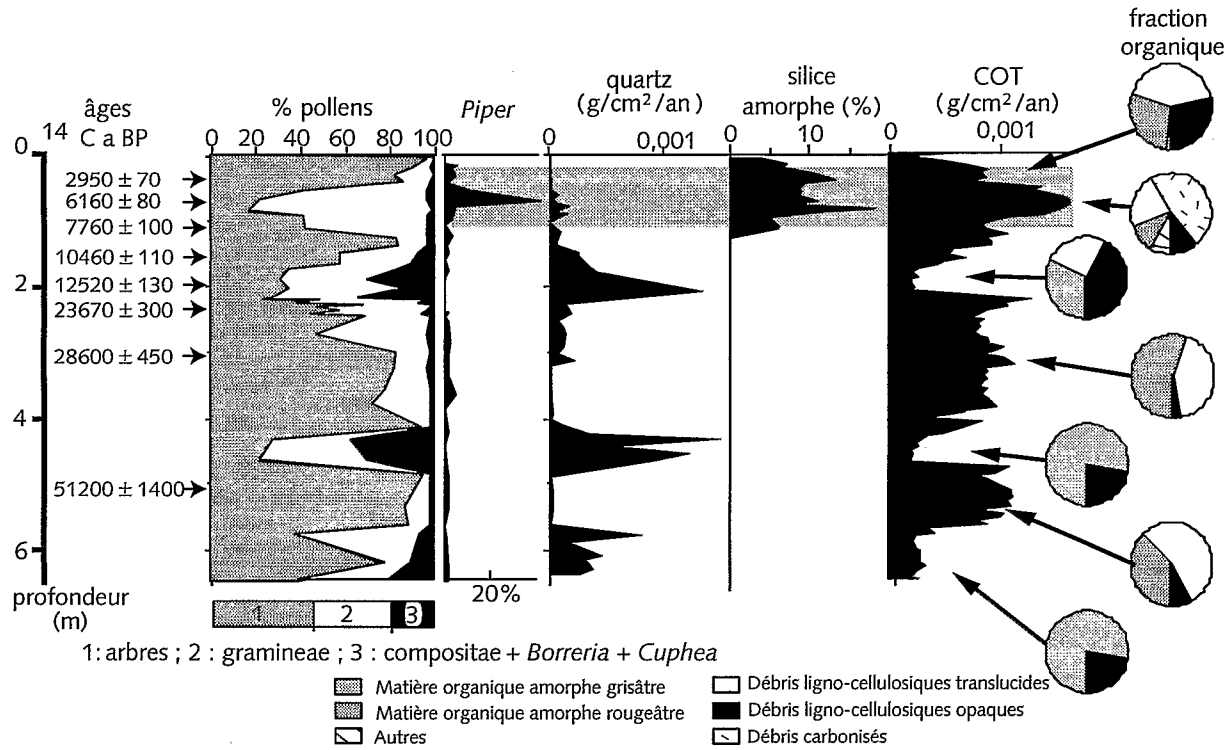 fraction
organique
âges
14 C a BP
% pollens
Piper
quartz
(g/cm2/an)
silice
amorphe (%)
COT
(g/cm2/an)
0 20 40 60 80 100
0 0,001
0 10
0 0,001
0
2950 ± 70
6160 ± 80
7760 ± 100
10460 ± 110
12520 ± 130
2
23670 ± 300
28600 ± 450
4
51200 ± 1400
6
profondeur
(m)
20%
1 2 3
1: arbres ; 2 : gramineae ; 3 : compositae + Borreria + Cuphea
Matière organique amorphe grisâtre
Débris ligno-cellulosiques translucides
Matière organique amorphe rougeâtre
Débris ligno-cellulosiques opaques
Autres
Débris carbonisés